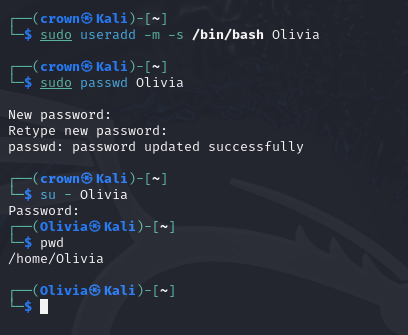 ┌──(crown㉿Kali)-[~]
└─$ sudo useradd -m -s /bin/bash Olivia
┌──(crown㉿Kali)-[~]
└─$ sudo passwd Olivia
New password:
Retype new password:
passwd: password updated successfully
┌──(crown㉿Kali)-[~]
└─$ su - Olivia
Password:
┌──(Olivia㉿Kali)-[~]
└─$ pwd
/home/Olivia
┌──(Olivia㉿Kali)-[~]
└─$